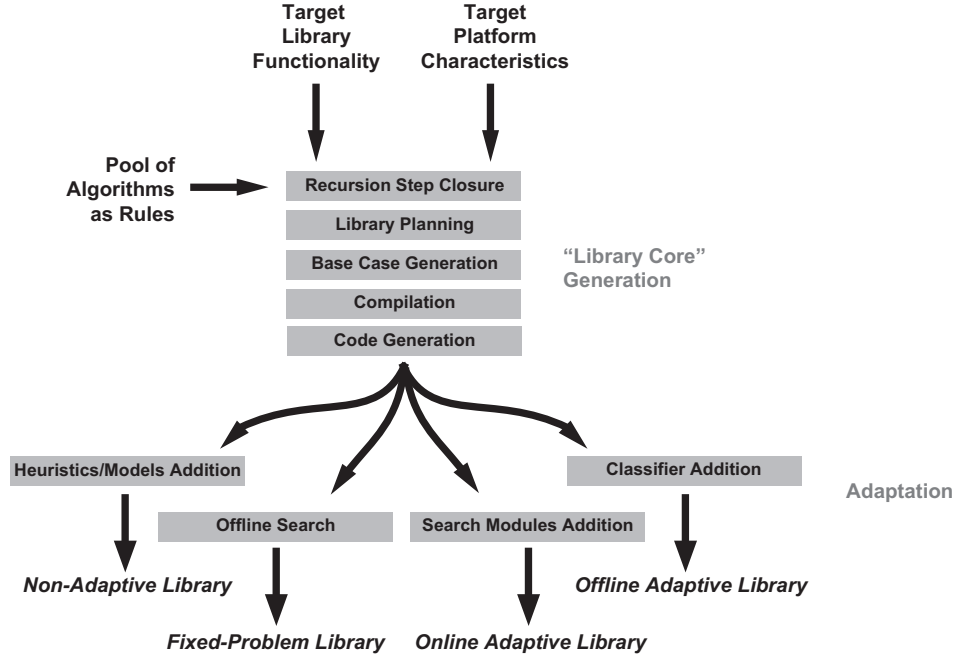 Target
Library
Functionality
Target
Platform
Characteristics
Pool of
Algorithms
as Rules
Recursion Step Closure
Library Planning
Base Case Generation
Compilation
Code Generation
“Library Core”
Generation
Heuristics/Models Addition
Classifier Addition
Adaptation
Offline Search
Search Modules Addition
Non-Adaptive Library
Offline Adaptive Library
Fixed-Problem Library
Online Adaptive Library